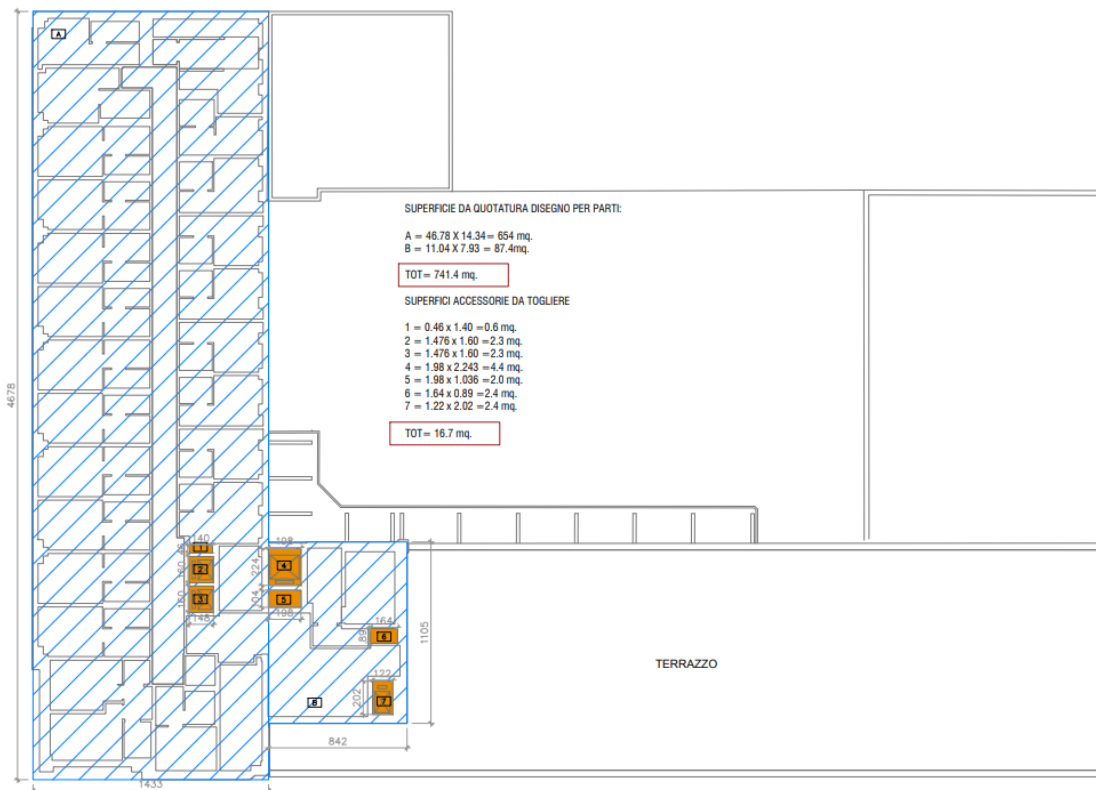 A
SUPERFICIE DA QUOTATURA DISEGNO PER PARTI:
A = 46.78 X 14.34= 654 mq.
B = 11.04 X 7.93 = 87.4mq.
TOT= 741.4 mq.
SUPERFICI ACCESSORIE DA TOGLIERE
1 = 0.46 x 1.40 =0.6 mq.
2 = 1.476 x 1.60 =2.3 mq.
3 = 1.476 x 1.60 =2.3 mq.
4 = 1.98 x 2.243 =4.4 mq.
5 = 1.98 x 1.036 =2.0 mq.
6 = 1.64 x 0.89 =2.4 mq.
7 = 1.22 x 2.02 =2.4 mq.
TOT= 16.7 mq.
4678
140
198
1
160
2
224
4
160
3
148
104
5
198
164
89
6
1105
TERRAZZO
122
202
7
B
842
1433